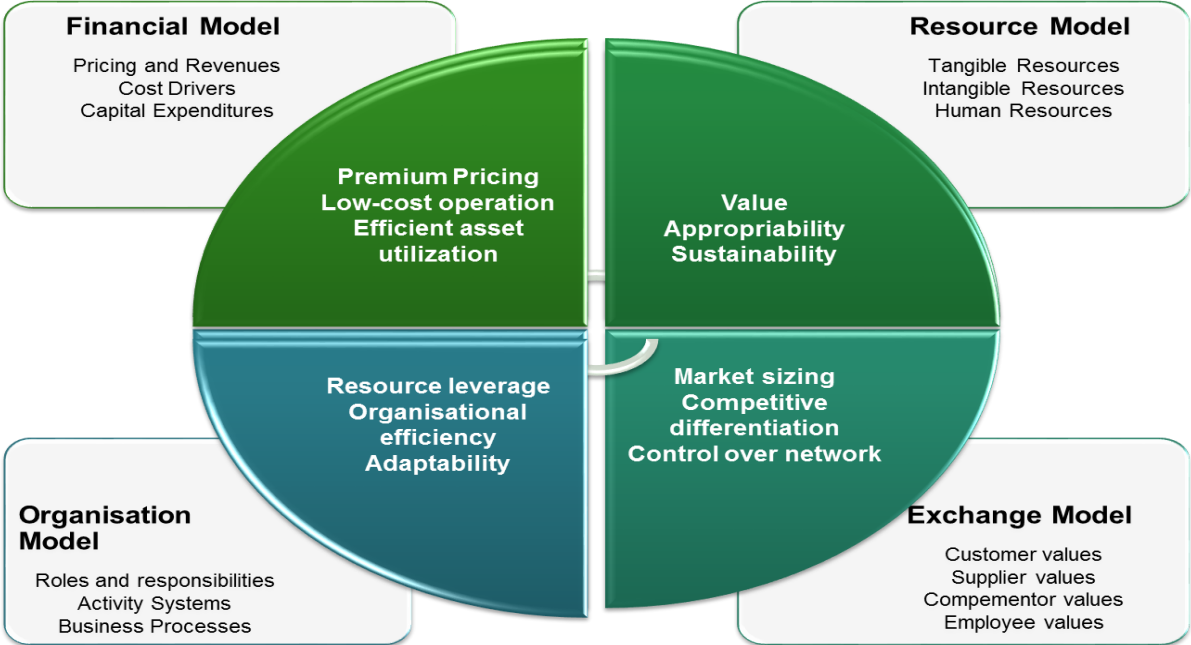 Financial Model
Pricing and Revenues
Cost Drivers
Capital Expenditures
Resource Model
Tangible Resources
Intangible Resources
Human Resources
Premium Pricing
Low-cost operation
Efficient asset
utilization
Value
Appropriability
Sustainability
Resource leverage
Organisational
efficiency
Adaptability
Market sizing
Competitive
differentiation
Control over network
Organisation
Model
Roles and responsibilities
Activity Systems
Business Processes
Exchange Model
Customer values
Supplier values
Compementor values
Employee values